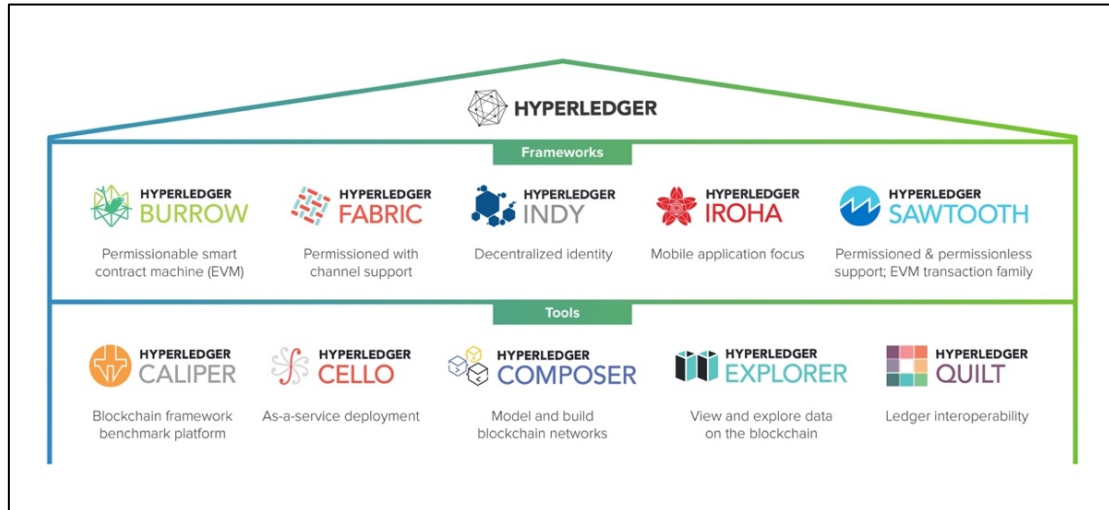 HYPERLEDGER
Frameworks
HYPERLEDGER
BURROW
Permissionable smart
contract machine (EVM)
HYPERLEDGER
FABRIC
Permissioned with
channel support
HYPERLEDGER
INDY
Decentralized identity
HYPERLEDGER
IROHA
Mobile application focus
HYPERLEDGER
SAWTOOTH
Permissioned & permissionless
support; EVM transaction family
Tools
HYPERLEDGER
CALIPER
Blockchain framework
benchmark platform
HYPERLEDGER
CELLO
As-a-service deployment
HYPERLEDGER
COMPOSER
Model and build
blockchain networks
HYPERLEDGER
EXPLORER
View and explore data
on the blockchain
HYPERLEDGER
QUILT
Ledger interoperability